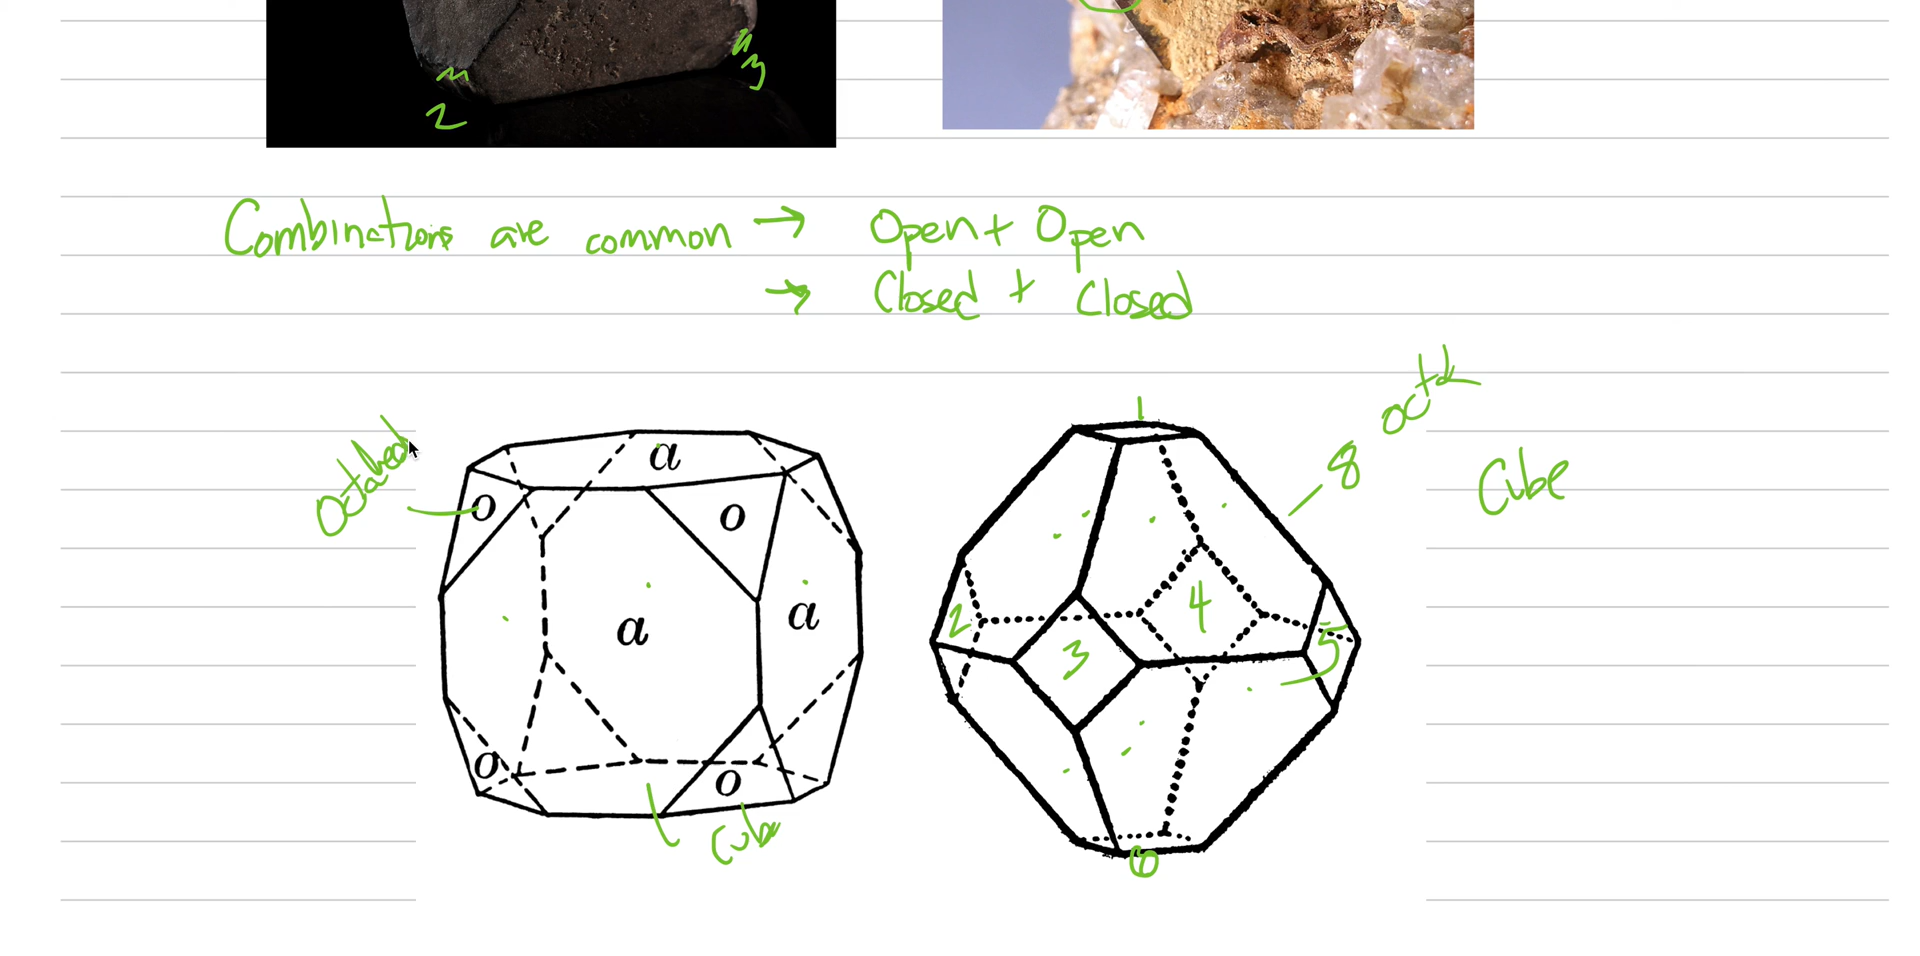 3
2
Combinations are common → Open + Open
→ Closed + Closed
octa
8
Cube
1
a
o
o
a
a
2
3
4
5
o
o
Cube
6